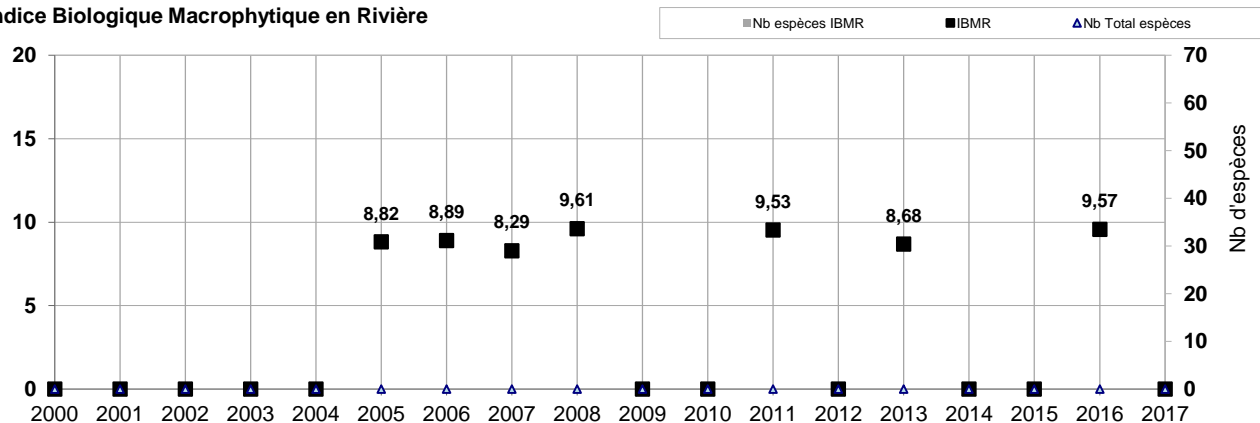 ndice Biologique Macrophytique en Rivière
Nb espèces IBMR IBMR Nb Total espèces
20 70
60
15
50
9,61 9,53 9,57
8,82 8,89 8,29 8,68
40
10
30
5
20
10
0 0
Nb d'espèces
2000 2001 2002 2003 2004 2005 2006 2007 2008 2009 2010 2011 2012 2013 2014 2015 2016 2017